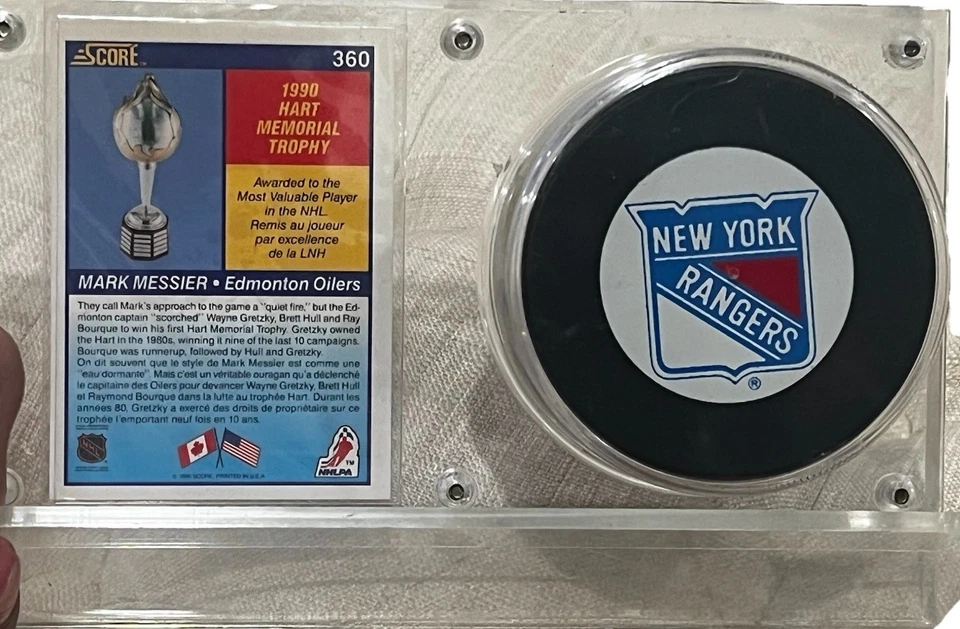 SCORE™
360
1990
HART
MEMORIAL
TROPHY
Awarded to the
Most Valuable Player
in the NHL.
Remis au joueur
par excellence
de la LNH
MARK MESSIER • Edmonton Oilers
They call Mark's approach to the game a "quiet fire," but the Ed-
monton captain "scorched" Wayne Gretzky, Brett Hull and Ray
Bourque to win his first Hart Memorial Trophy. Gretzky owned
the Hart in the 1980s, winning it nine of the last 10 campaigns.
Bourque was runnerup, followed by Hull and Gretzky.
On dit souvent que le style de Mark Messier est comme une
"eau dormante". Mais c'est un véritable ouragan qu'a déclenché
le capitaine des Oilers pour devancer Wayne Gretzky, Brett Hull
et Raymond Bourque dans la lutte au trophée Hart. Durant les
années 80, Gretzky a exercé des droits de propriétaire sur ce
trophée l'emportant neuf fois en 10 ans.
NHL
NHLPA™
© 1990 SCORE, PRINTED IN U.S.A.
NEW YORK
RANGERS
®